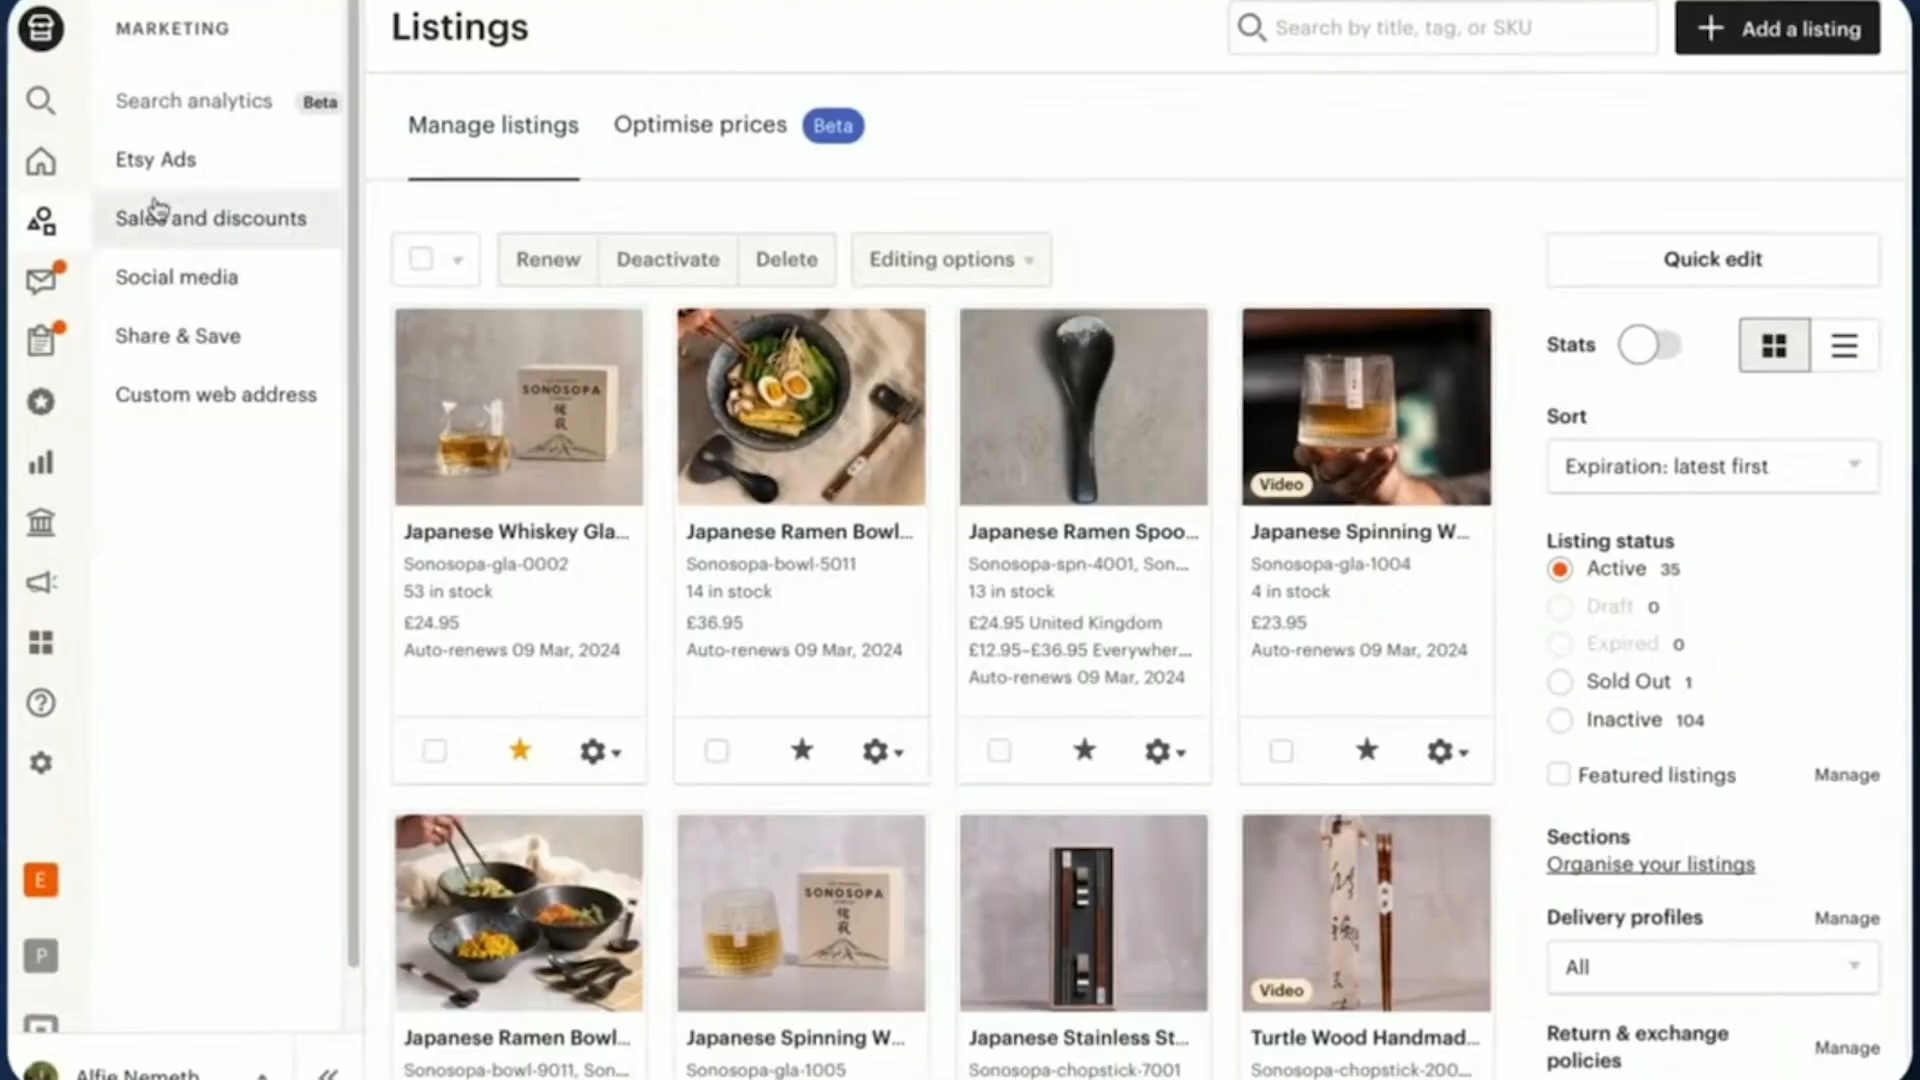 MARKETING
Search analytics Beta
Etsy Ads
Sales and discounts
Social media
Share & Save
Custom web address
E
P
Alfie Nemeth
Listings
Search by title, tag, or SKU
Add a listing
Manage listings
Optimise prices Beta
Renew
Deactivate
Delete
Editing options
SONOSOPA
Video
Japanese Whiskey Gla...
Sonosopa-gla-0002
53 in stock
£24.95
Auto-renews 09 Mar, 2024
Japanese Ramen Bowl...
Sonosopa-bowl-5011
14 in stock
£36.95
Auto-renews 09 Mar, 2024
Japanese Ramen Spoo...
Sonosopa-spn-4001, Son...
13 in stock
£24.95 United Kingdom
£12.95–£36.95 Everywher...
Auto-renews 09 Mar, 2024
Japanese Spinning W...
Sonosopa-gla-1004
4 in stock
£23.95
Auto-renews 09 Mar, 2024
SONOSOPA
Video
Japanese Ramen Bowl...
Sonosopa-bowl-9011, Son...
Japanese Spinning W...
Sonosopa-gla-1005
Japanese Stainless St...
Sonosopa-chopstick-7001
Turtle Wood Handmad...
Sonosopa-chopstick-200...
Quick edit
Stats
Sort
Expiration: latest first
Listing status
Active 35
Draft 0
Expired 0
Sold Out 1
Inactive 104
Featured listings Manage
Sections
Organise your listings
Delivery profiles Manage
All
Return & exchange
policies
Manage